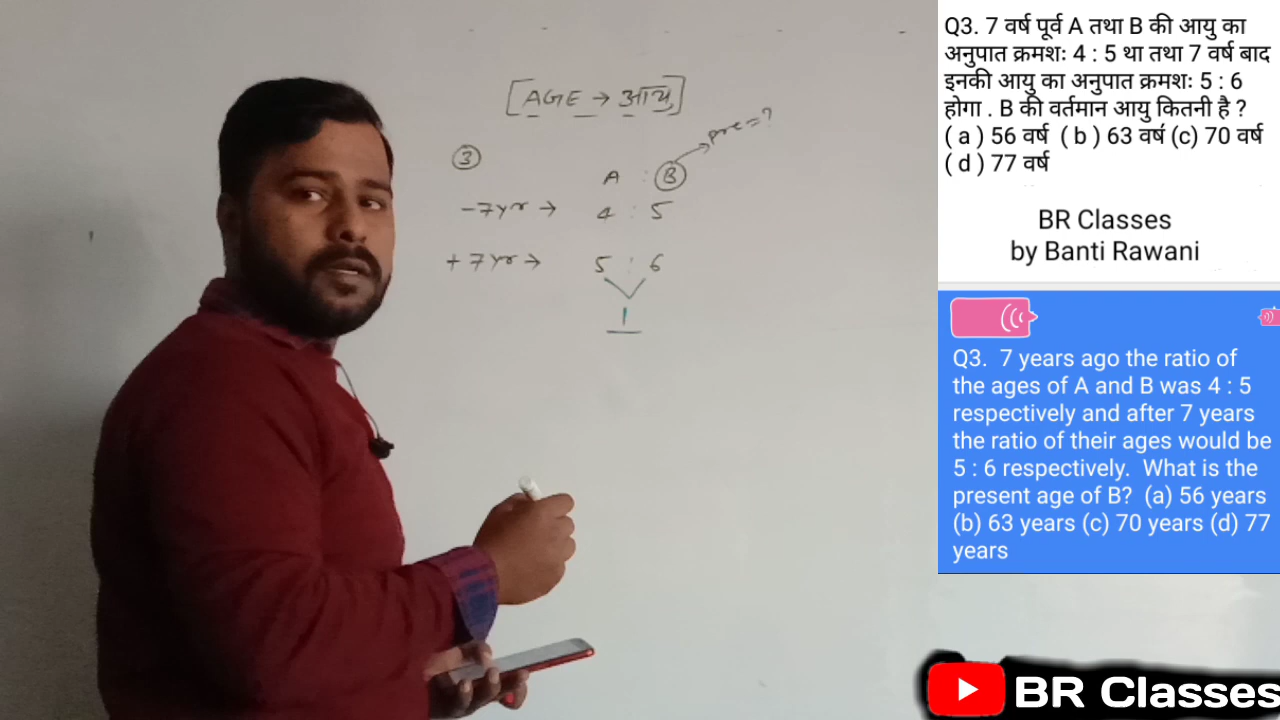 [AGE → आयु]
③
pre = ?
A : B
-7yr → 4 : 5
+7yr → 5 : 6
1
Q3. 7 वर्ष पूर्व A तथा B की आयु का
अनुपात क्रमशः 4 : 5 था तथा 7 वर्ष बाद
इनकी आयु का अनुपात क्रमशः 5 : 6
होगा . B की वर्तमान आयु कितनी है ?
( a ) 56 वर्ष ( b ) 63 वर्ष (c) 70 वर्ष
( d ) 77 वर्ष
BR Classes
by Banti Rawani
Q3. 7 years ago the ratio of
the ages of A and B was 4 : 5
respectively and after 7 years
the ratio of their ages would be
5 : 6 respectively. What is the
present age of B? (a) 56 years
(b) 63 years (c) 70 years (d) 77
years
BR Classes